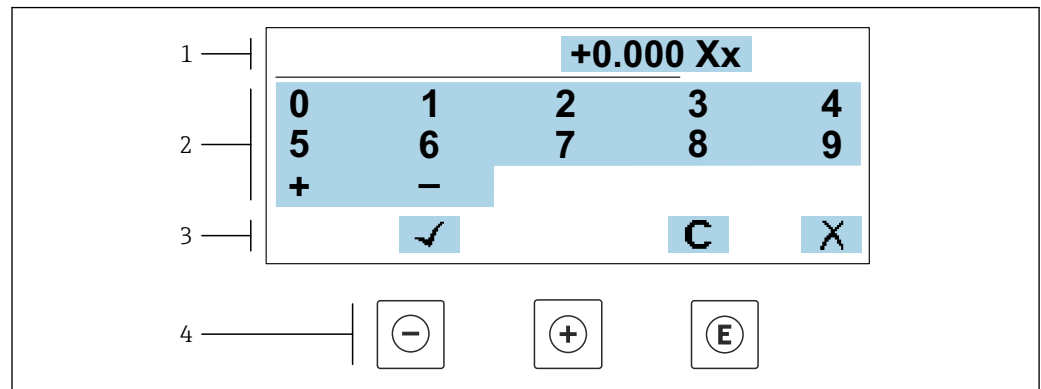 1 +0.000 Xx
0 1 2 3 4
2 5 6 7 8 9
+ −
3 ✓ C X
4 − + E